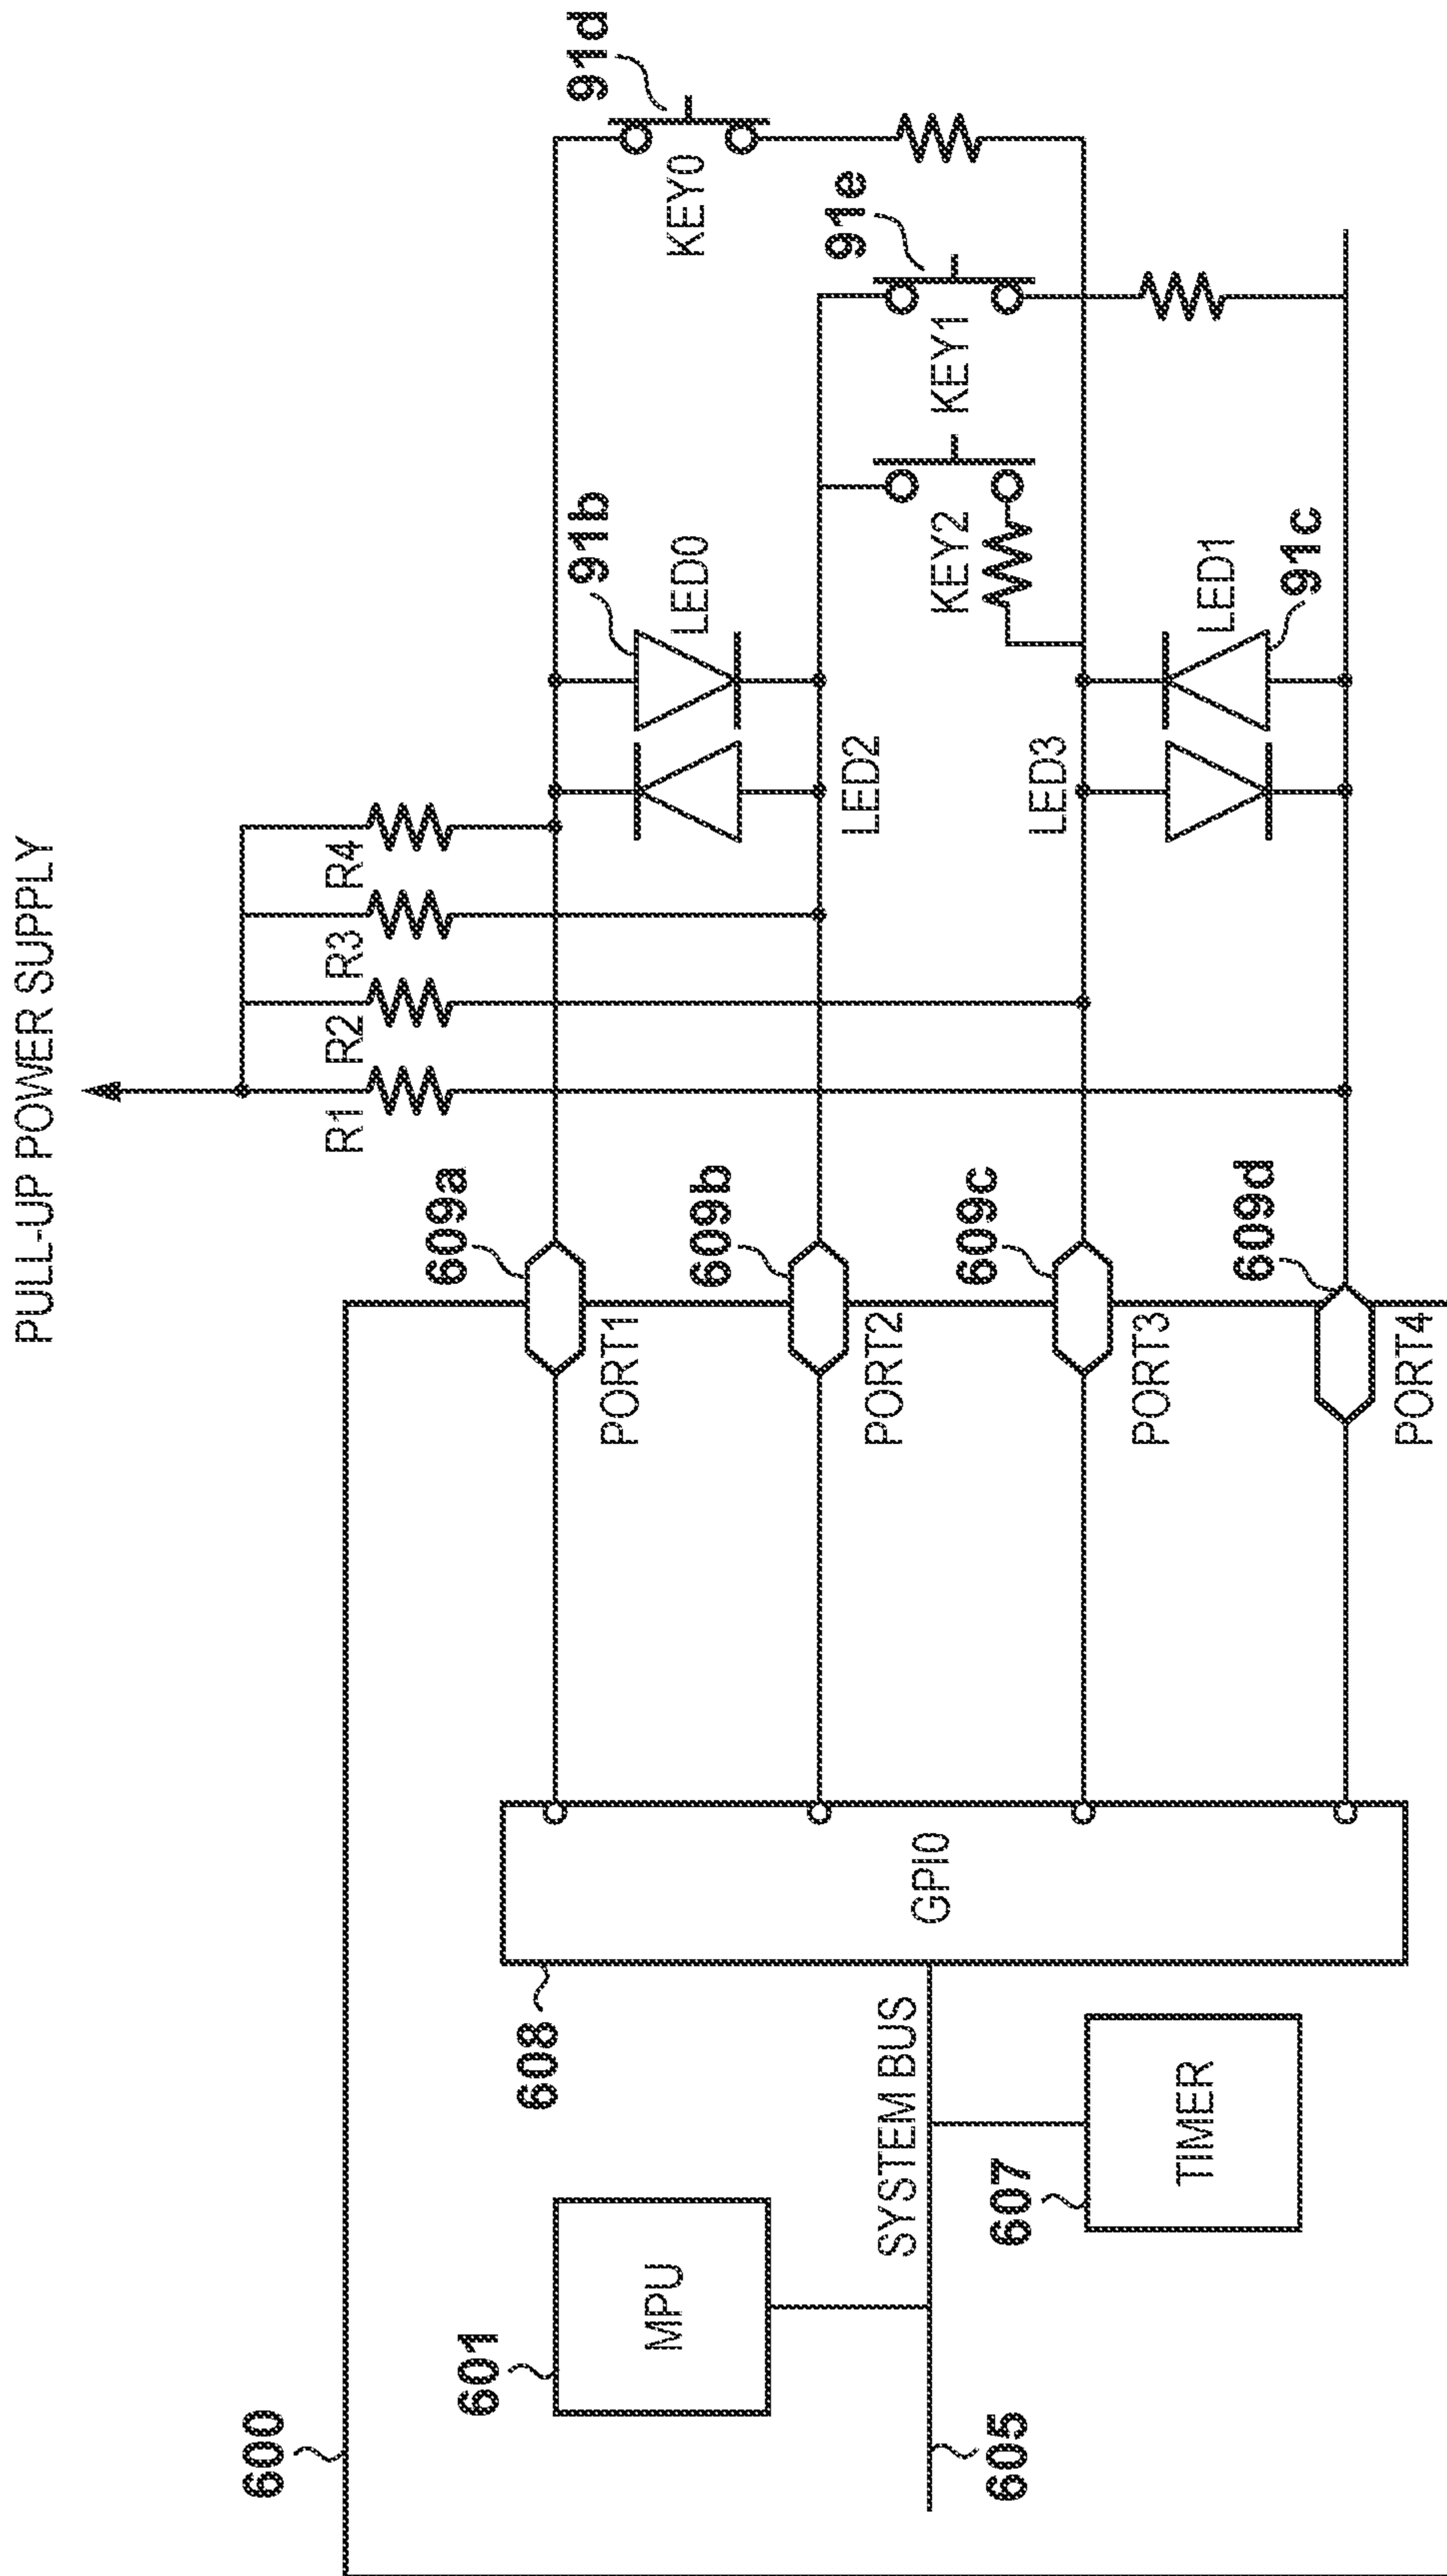 PULL-UP POWER SUPPLY
600
601
MPU
605
SYSTEM BUS
607
TIMER
608
GPIO
609a
PORT1
609b
PORT2
609c
PORT3
609d
PORT4
R1
R2
R3
R4
LED2
LED3
91b
LED0
LED1
91c
KEY2
KEY1
91e
KEY0
91d